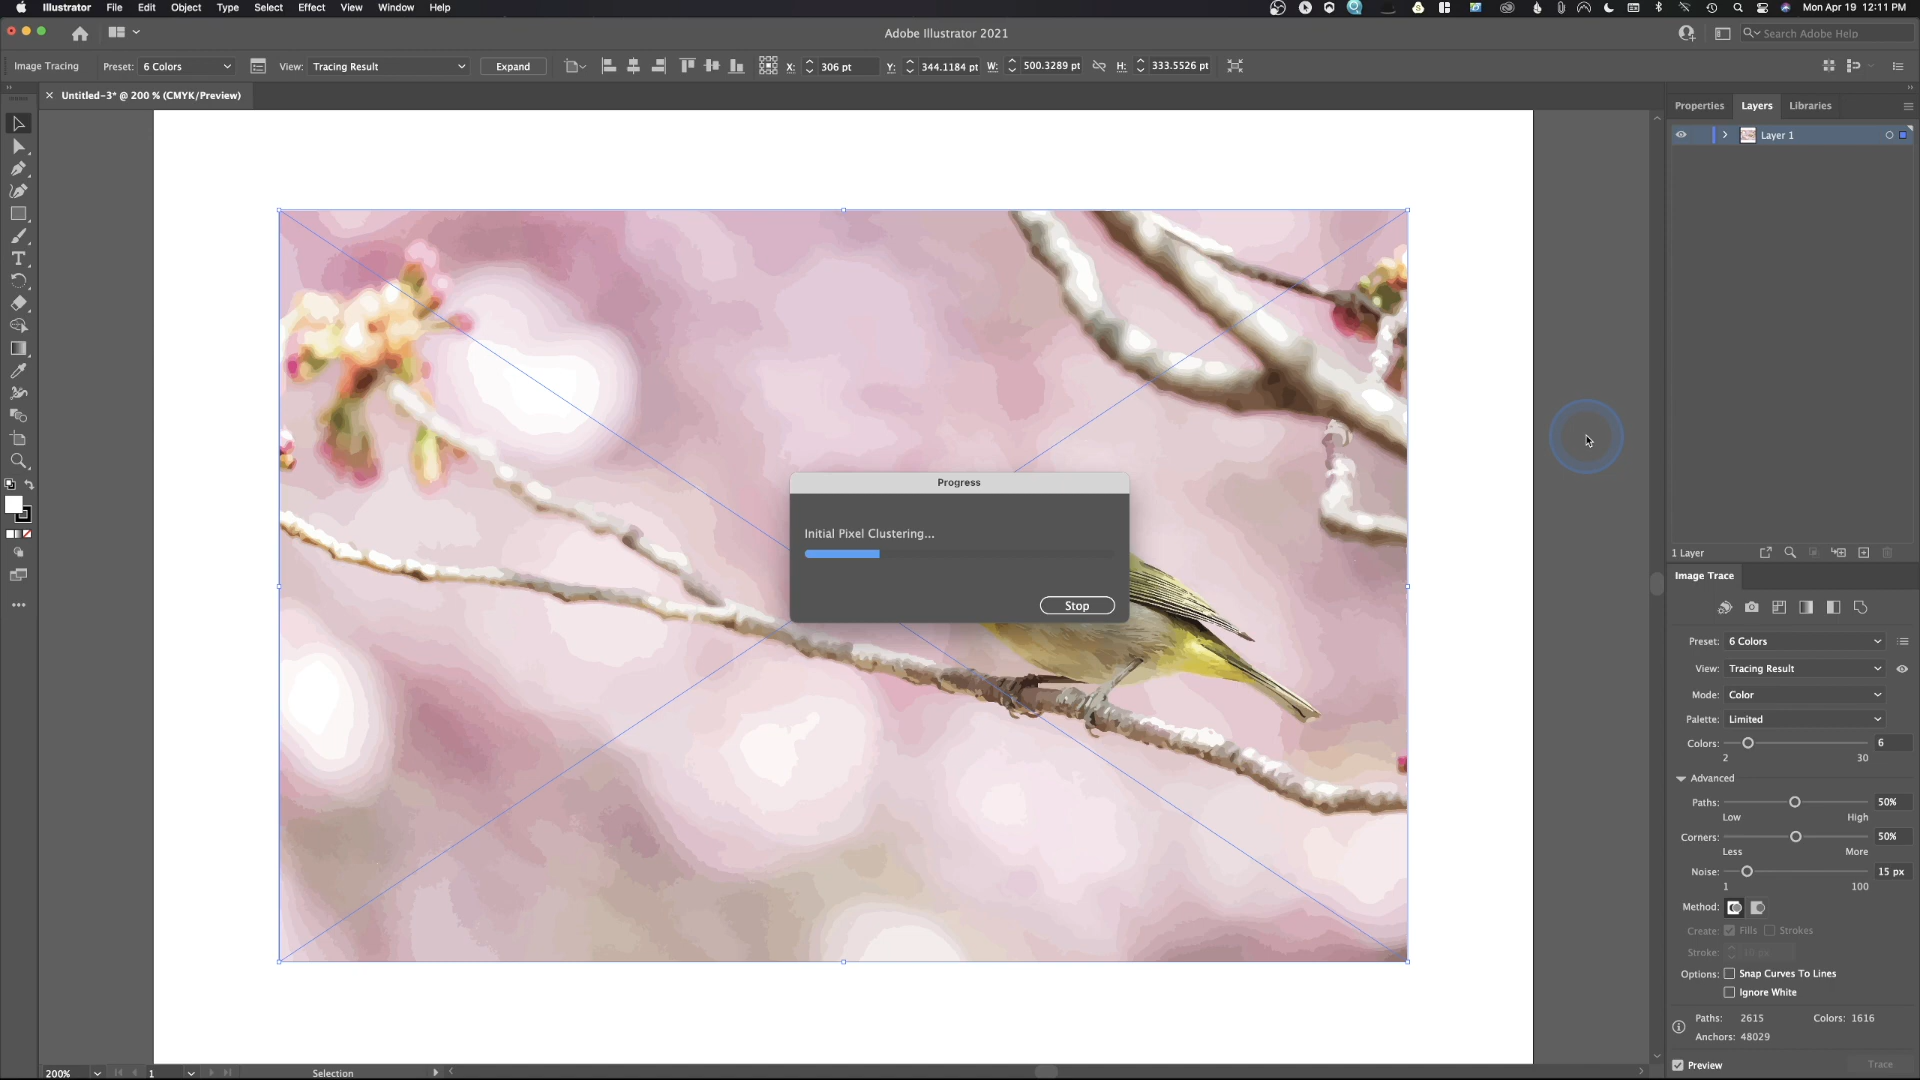 Illustrator File Edit Object Type Select Effect View Window Help
Mon Apr 19 12:11 PM
Adobe Illustrator 2021
Search Adobe Help
Image Tracing Preset: 6 Colors View: Tracing Result Expand X: 306 pt Y: 344.1184 pt W: 500.3289 pt H: 333.5526 pt
Untitled-3* @ 200 % (CMYK/Preview)
Properties Layers Libraries
Layer 1
Progress
Initial Pixel Clustering...
Stop
1 Layer
Image Trace
Preset: 6 Colors
View: Tracing Result
Mode: Color
Palette: Limited
Colors: 6
2 30
Advanced
Paths: 50%
Low High
Corners: 50%
Less More
Noise: 15 px
1 100
Method:
Create: Fills Strokes
Stroke: 10 px
Options: Snap Curves To Lines
Ignore White
Paths: 2615 Colors: 1616
Anchors: 48029
Preview Trace
200% 1 Selection